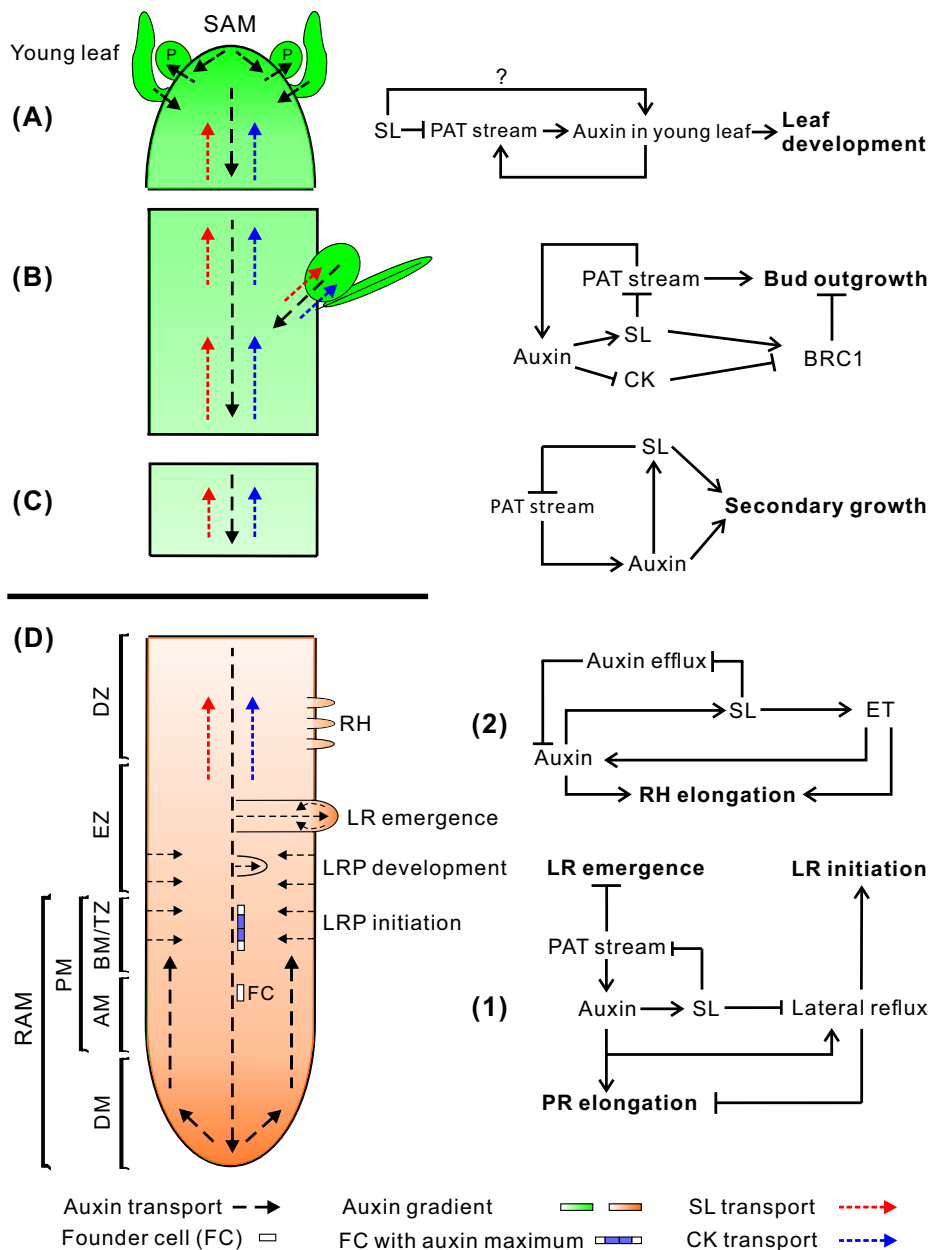 SAM
Young leaf
P
P
(A)
?
SL
PAT stream
Auxin in young leaf
Leaf
development
(B)
PAT stream
Bud outgrowth
SL
Auxin
CK
BRC1
(C)
SL
PAT stream
Secondary growth
Auxin
(D)
DZ
EZ
BM/TZ
PM
AM
RAM
DM
RH
LR emergence
LRP development
LRP initiation
FC
(2)
Auxin efflux
SL
ET
Auxin
RH elongation
(1)
LR emergence
LR initiation
PAT stream
Auxin
SL
Lateral reflux
PR elongation
Auxin transport
Auxin gradient
SL transport
Founder cell (FC)
FC with auxin maximum
CK transport